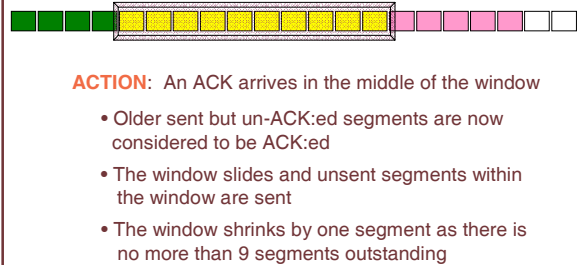 ACTION: An ACK arrives in the middle of the window
• Older sent but un-ACK:ed segments are now
considered to be ACK:ed
• The window slides and unsent segments within
the window are sent
• The window shrinks by one segment as there is
no more than 9 segments outstanding